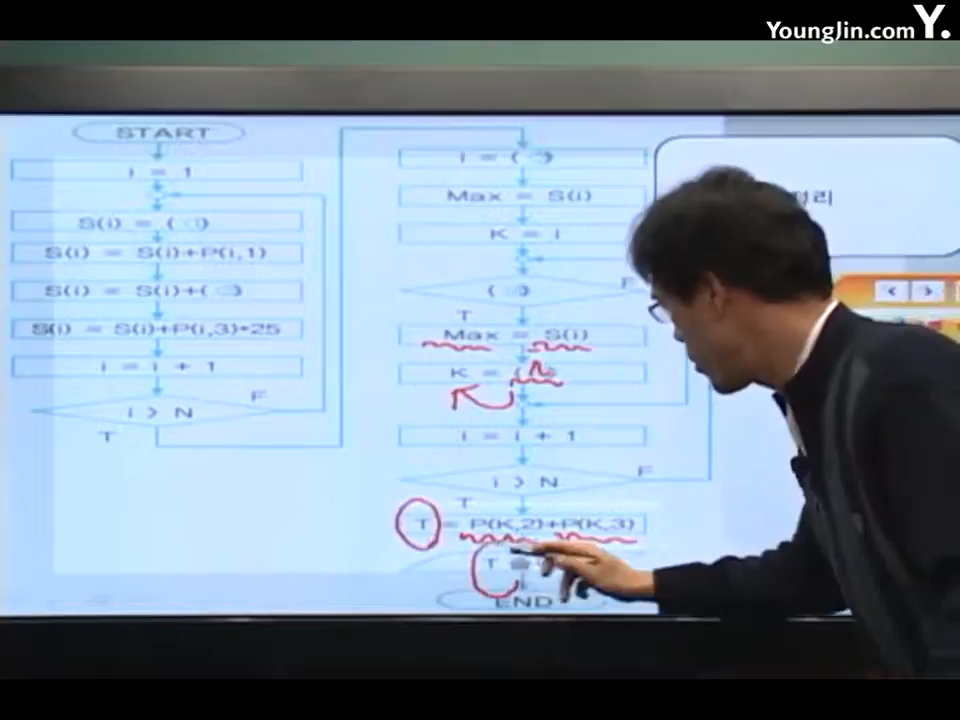 YoungJin.com Y.
START
i = 1
S(i) = (
S(i) = S(i)+P(i,1)
S(i) = S(i)+(
S(i) = S(i)+P(i,3)*25
i = i + 1
i > N
F
T
i = (
Max = S(i)
K = i
(
F
T
Max = S(i)
K = (
i = i + 1
i > N
F
T
T = P(K,2)+P(K,3)
T
END